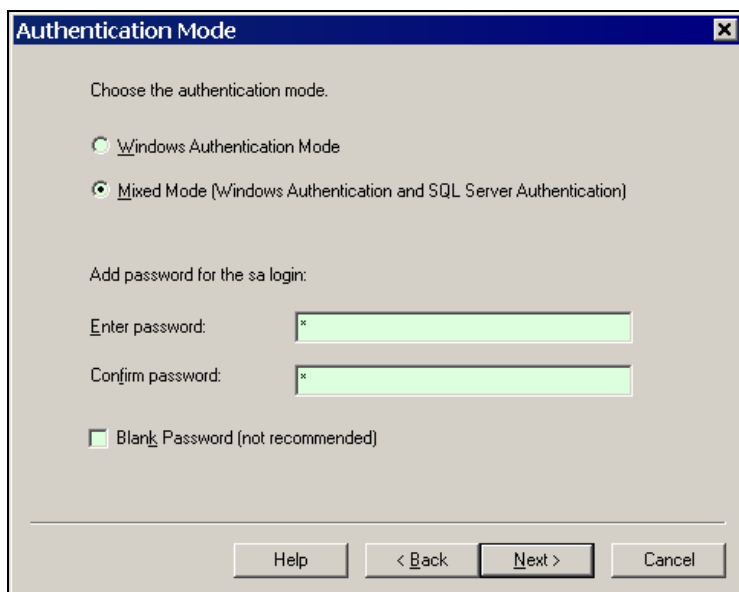 Authentication Mode
Choose the authentication mode.
Windows Authentication Mode
Mixed Mode (Windows Authentication and SQL Server Authentication)
Add password for the sa login:
Enter password:
*
Confirm password:
*
Blank Password (not recommended)
Help
< Back
Next >
Cancel